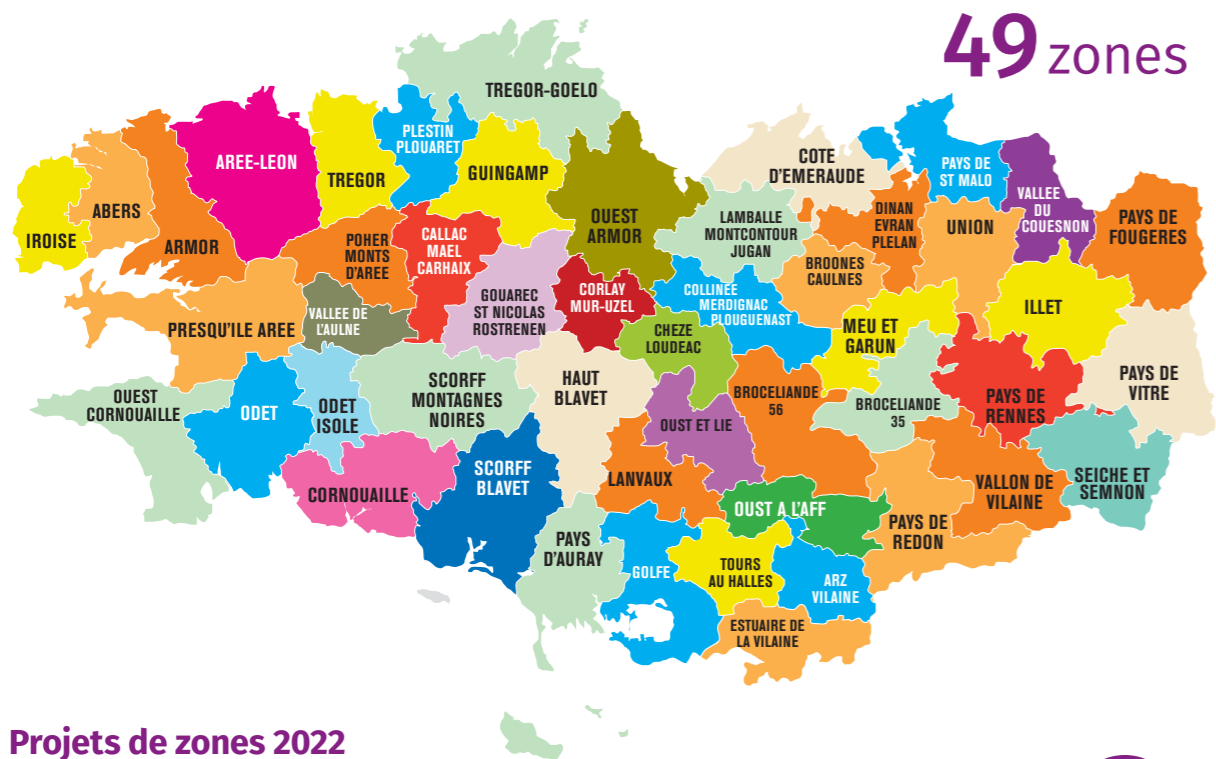 49 zones
TREGOR-GOELO
PLESTIN
PLOUARET
AREE-LEON
TREGOR
GUINGAMP
COTE
D'EMERAUDE
PAYS DE
ST MALO
VALLEE
DU
COUESNON
PAYS DE
FOUGERES
ABERS
IROISE
ARMOR
POHER
MONTS
D'AREE
CALLAC
MAEL
CARHAIX
OUEST
ARMOR
LAMBALLE
MONTCONTOUR
JUGAN
DINAN
EVRAN
PLELAN
UNION
BROONES
CAULNES
GOUAREC
ST NICOLAS
ROSTRENEN
CORLAY
MUR-UZEL
COLLINÉE
MERDIGNAC
PLOUGUENAST
ILLET
VALLEE DE
L'AULNE
PRESQU'ILE AREE
CHEZE
LOUDEAC
MEU ET
GARUN
OUEST
CORNOUAILLE
ODET
ODET
ISOLE
SCORFF
MONTAGNES
NOIRES
HAUT
BLAVET
BROCELIANDE
56
BROCELIANDE
35
PAYS DE
RENNES
PAYS DE
VITRE
OUST ET LIE
CORNOUAILLE
SCORFF
BLAVET
LANVAUX
OUST A L'AFF
VALLON DE
VILAINE
SEICHE ET
SEMNON
PAYS DE
REDON
PAYS
D'AURAY
GOLFE
TOURS
AU HALLES
ARZ
VILAINE
ESTUAIRE DE
LA VILAINE
Projets de zones 2022